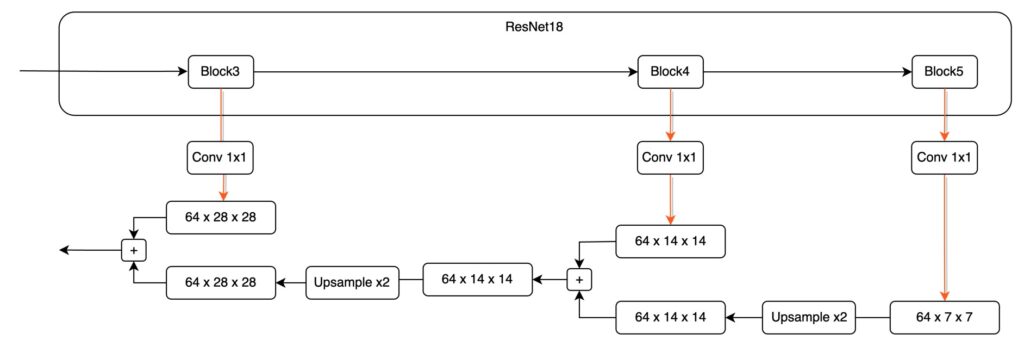 ResNet18
Block3
Block4
Block5
Conv 1x1
Conv 1x1
Conv 1x1
64 x 28 x 28
64 x 14 x 14
+
+
64 x 28 x 28
Upsample x2
64 x 14 x 14
64 x 14 x 14
Upsample x2
64 x 7 x 7